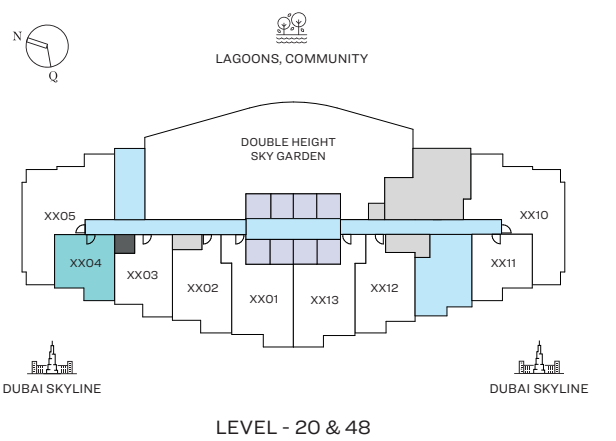 N
Q
LAGOONS, COMMUNITY
DOUBLE HEIGHT
SKY GARDEN
XX05
XX10
XX04
XX11
XX03
XX02
XX12
XX01
XX13
DUBAI SKYLINE
DUBAI SKYLINE
LEVEL - 20 & 48